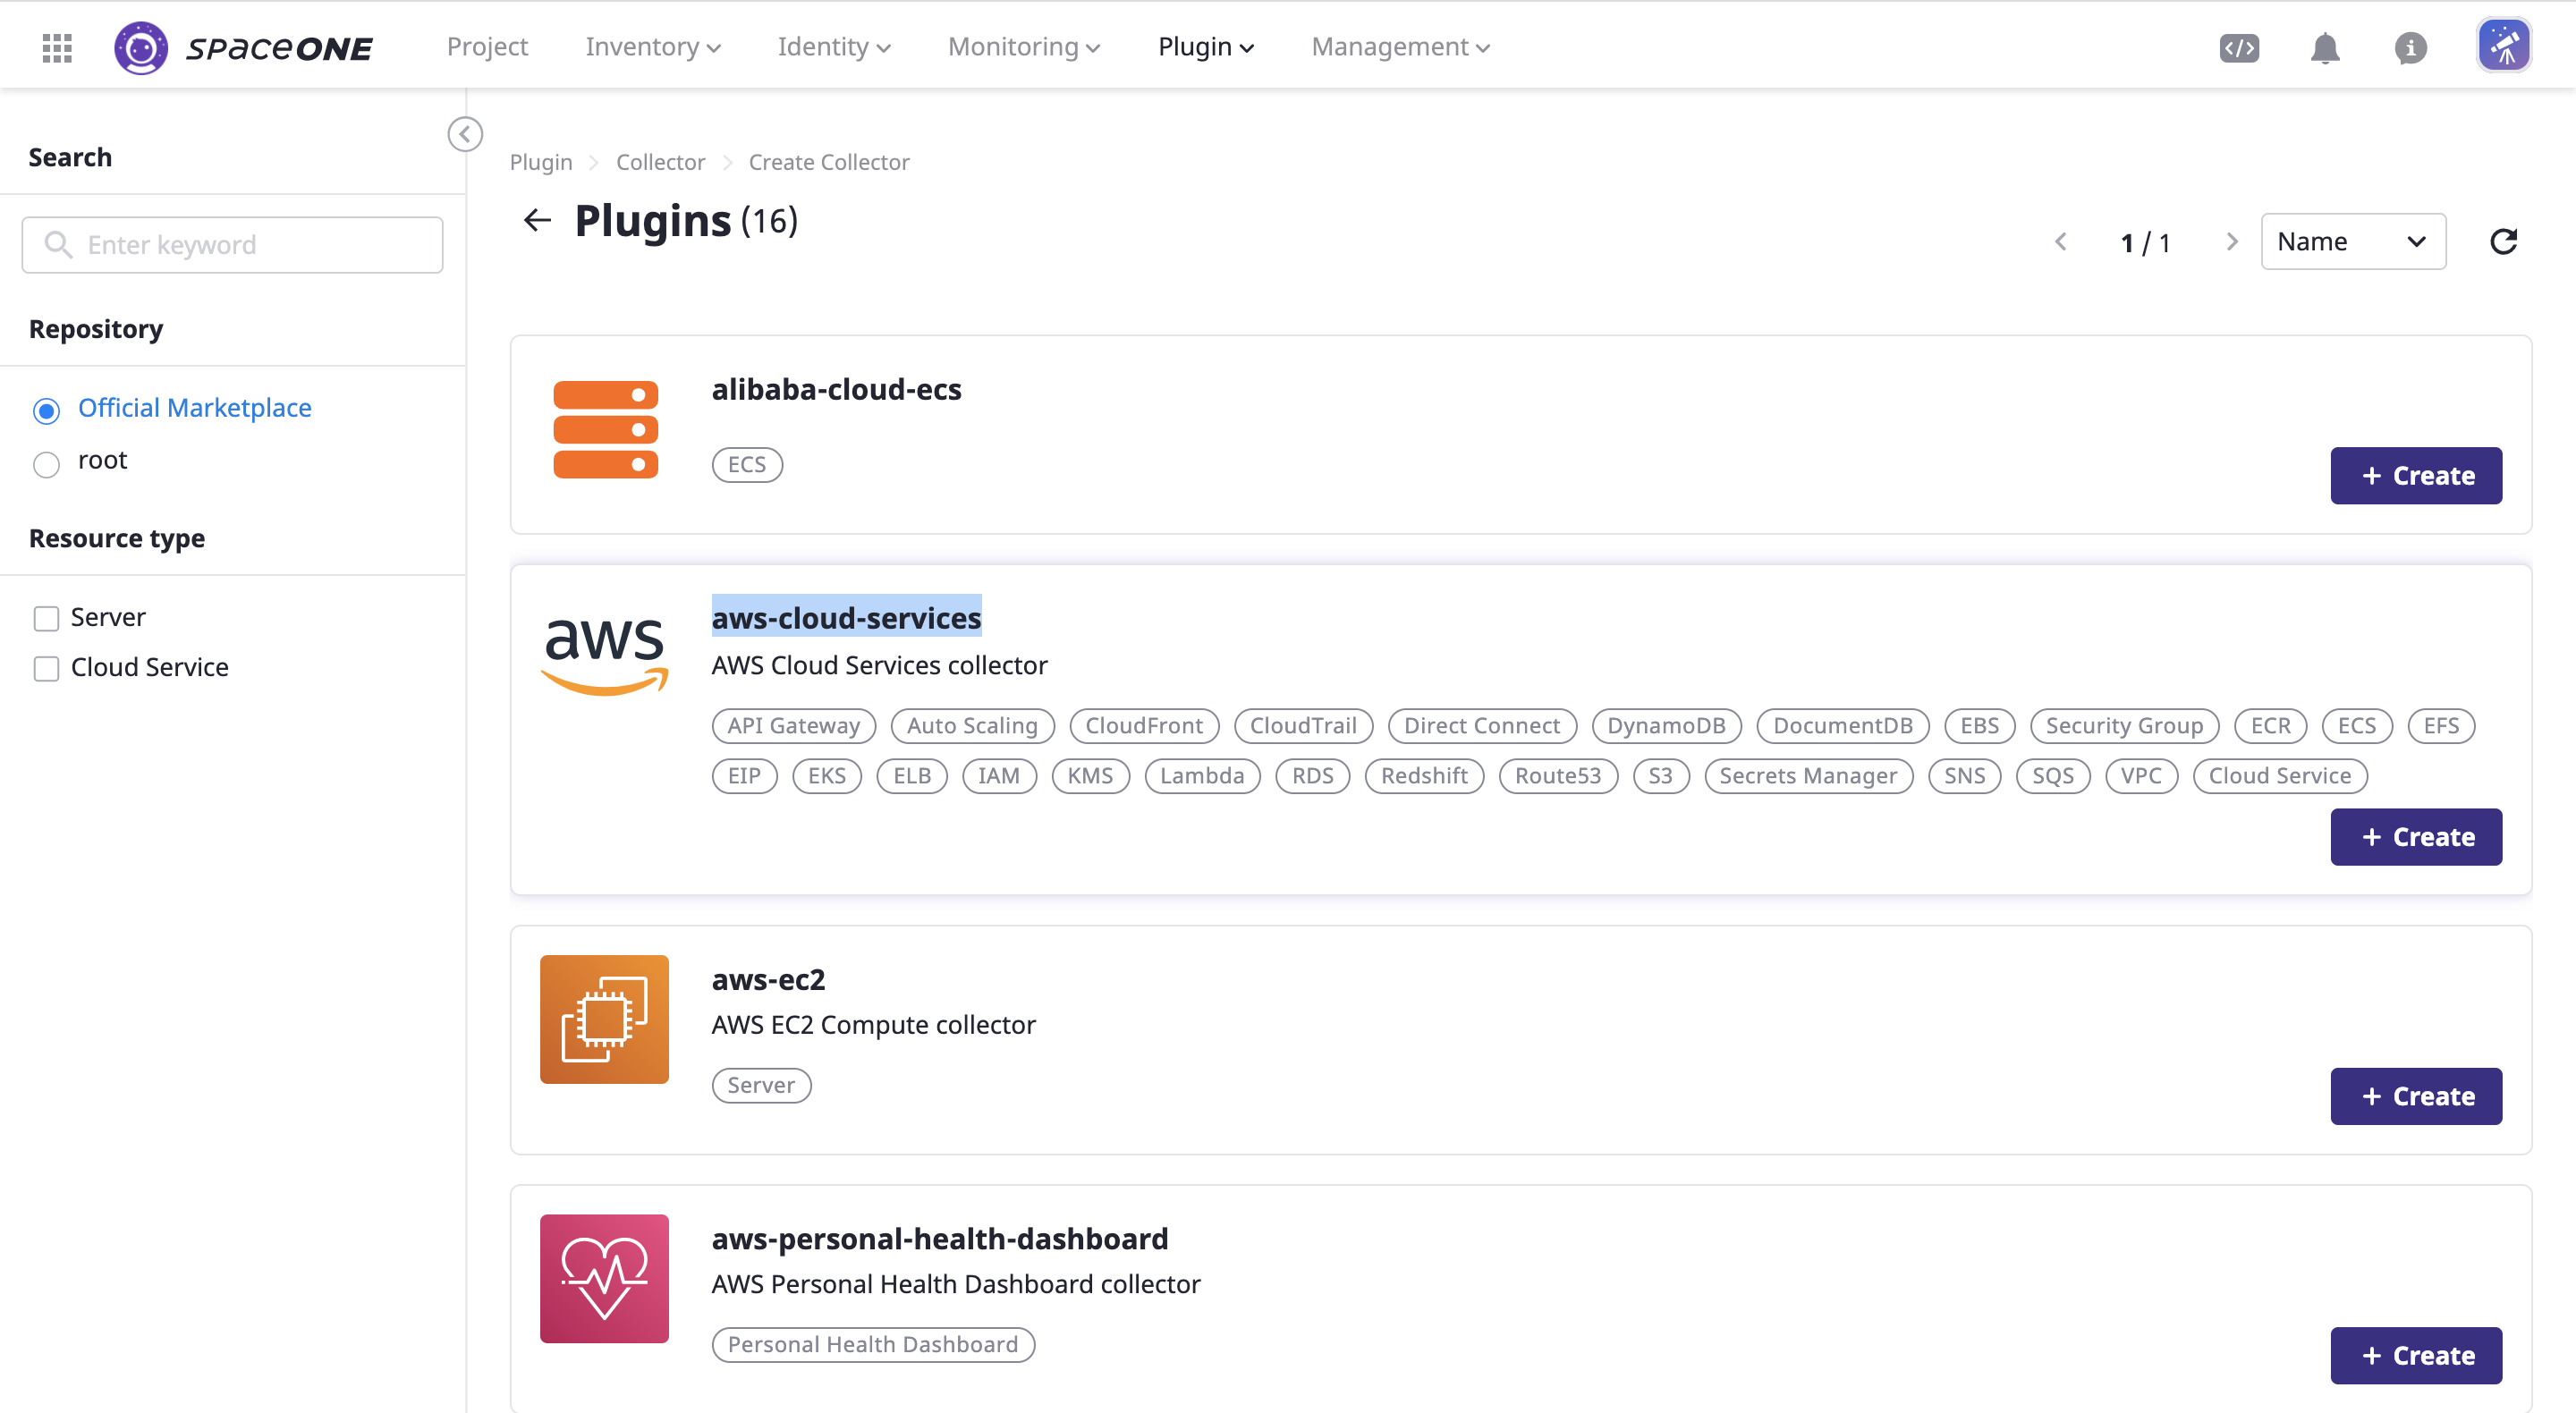 spaceONE Project Inventory Identity Monitoring Plugin Management
Search
Enter keyword
Repository
Official Marketplace
root
Resource type
Server
Cloud Service
Plugin Collector Create Collector
Plugins (16)
1 / 1 Name
alibaba-cloud-ecs
ECS
+ Create
aws
aws-cloud-services
AWS Cloud Services collector
API Gateway Auto Scaling CloudFront CloudTrail Direct Connect DynamoDB DocumentDB EBS Security Group ECR ECS EFS
EIP EKS ELB IAM KMS Lambda RDS Redshift Route53 S3 Secrets Manager SNS SQS VPC Cloud Service
+ Create
aws-ec2
AWS EC2 Compute collector
Server
+ Create
aws-personal-health-dashboard
AWS Personal Health Dashboard collector
Personal Health Dashboard
+ Create